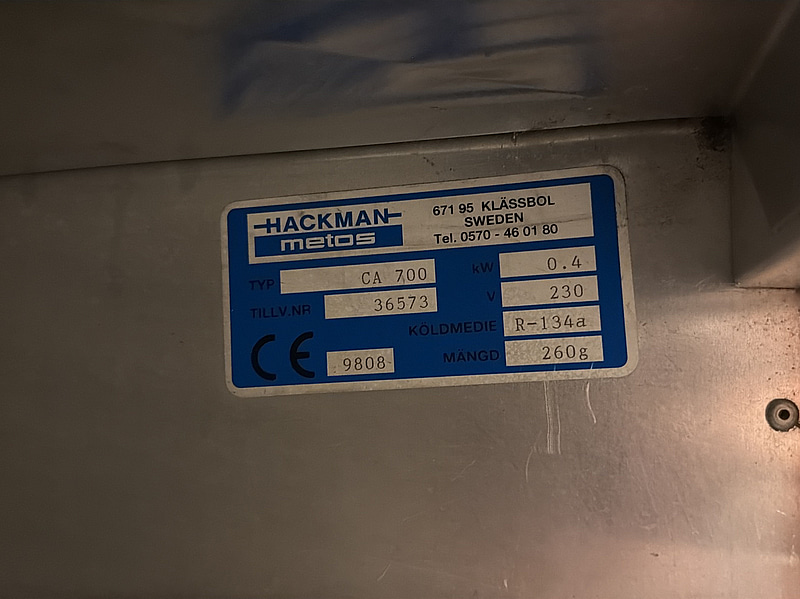 HACKMAN
metos
671 95 KLÄSSBOL
SWEDEN
Tel. 0570 - 46 01 80
TYP CA 700
TILLV.NR 36573
CE 9808
kW 0.4
V 230
KÖLDMEDIE R-134a
MÄNGD 260g